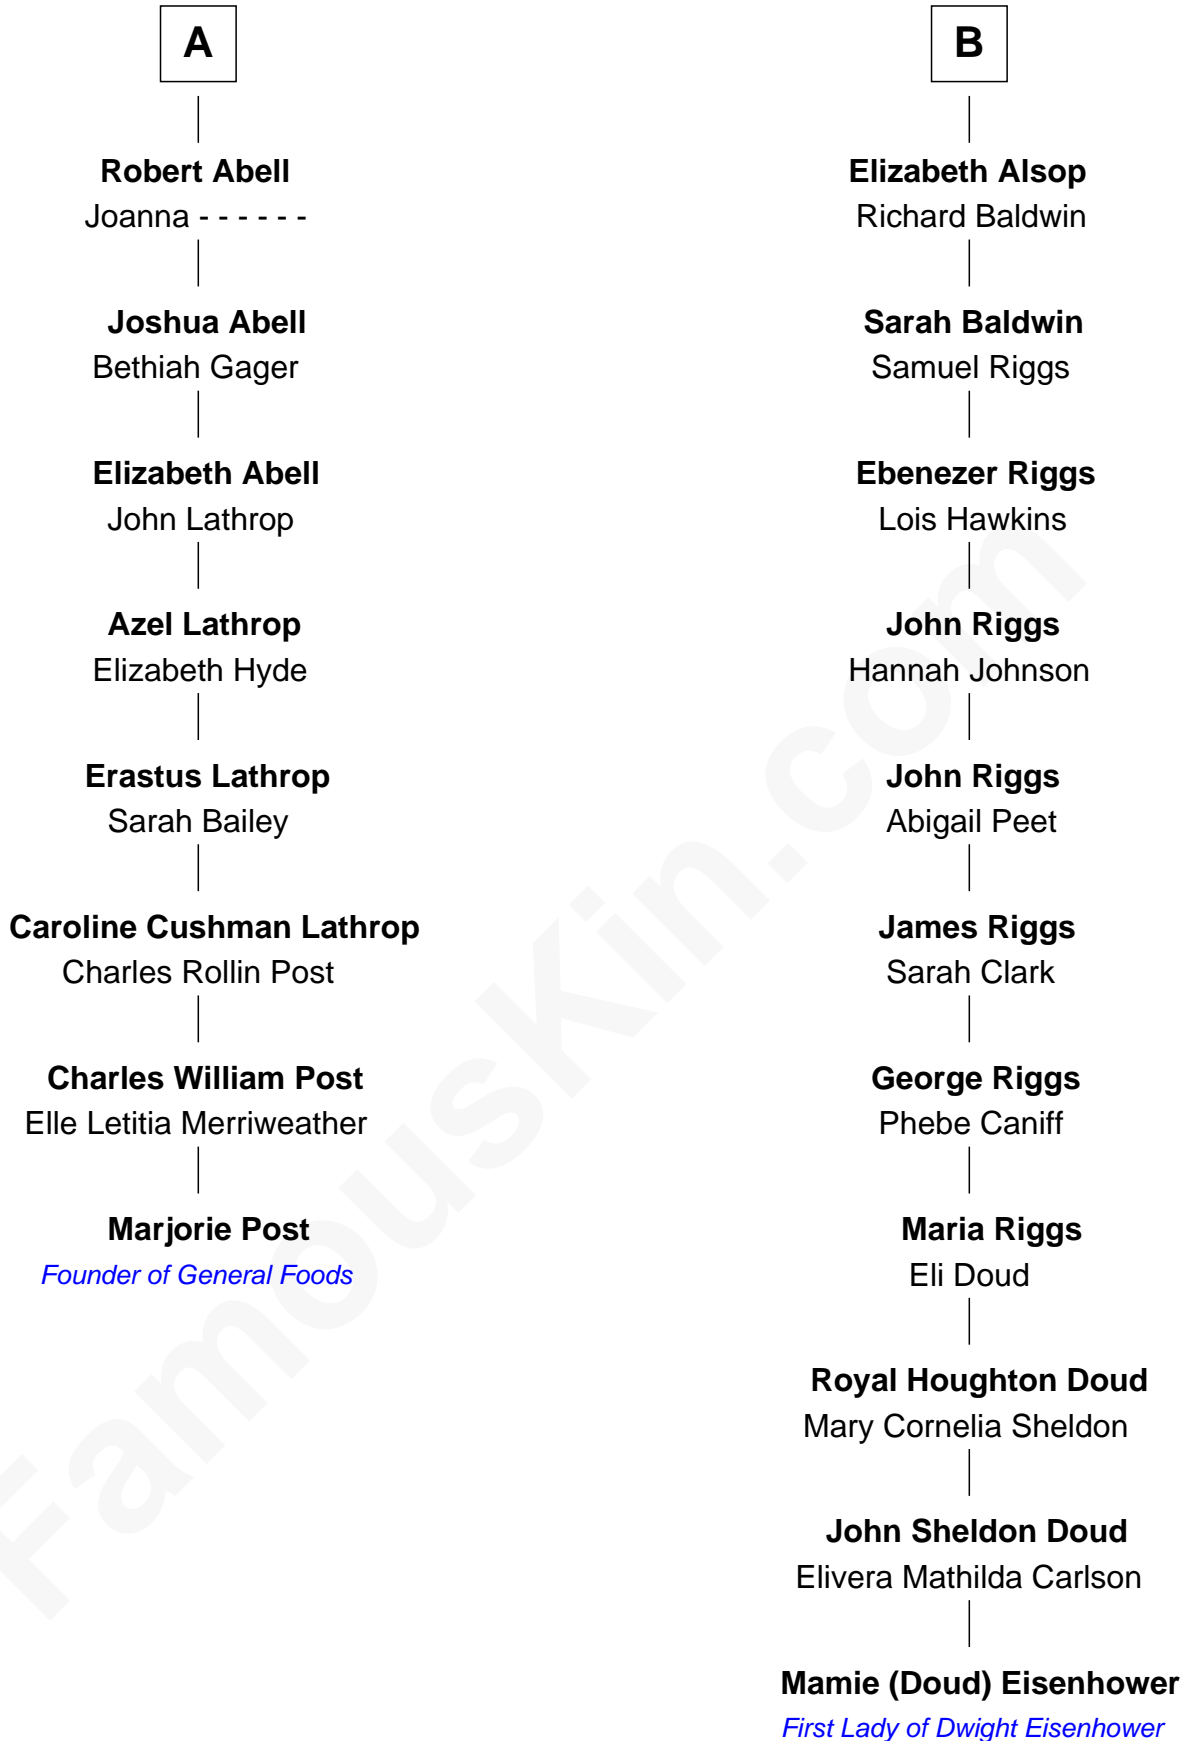 A
Robert Abell
Joanna - - - - - -
Joshua Abell
Bethiah Gager
Elizabeth Abell
John Lathrop
Azel Lathrop
Elizabeth Hyde
Erastus Lathrop
Sarah Bailey
Caroline Cushman Lathrop
Charles Rollin Post
Charles William Post
Elle Letitia Merriweather
Marjorie Post
Founder of General Foods
B
Elizabeth Alsop
Richard Baldwin
Sarah Baldwin
Samuel Riggs
Ebenezer Riggs
Lois Hawkins
John Riggs
Hannah Johnson
John Riggs
Abigail Peet
James Riggs
Sarah Clark
George Riggs
Phebe Caniff
Maria Riggs
Eli Doud
Royal Houghton Doud
Mary Cornelia Sheldon
John Sheldon Doud
Elivera Mathilda Carlson
Mamie (Doud) Eisenhower
First Lady of Dwight Eisenhower
FamousKin.com